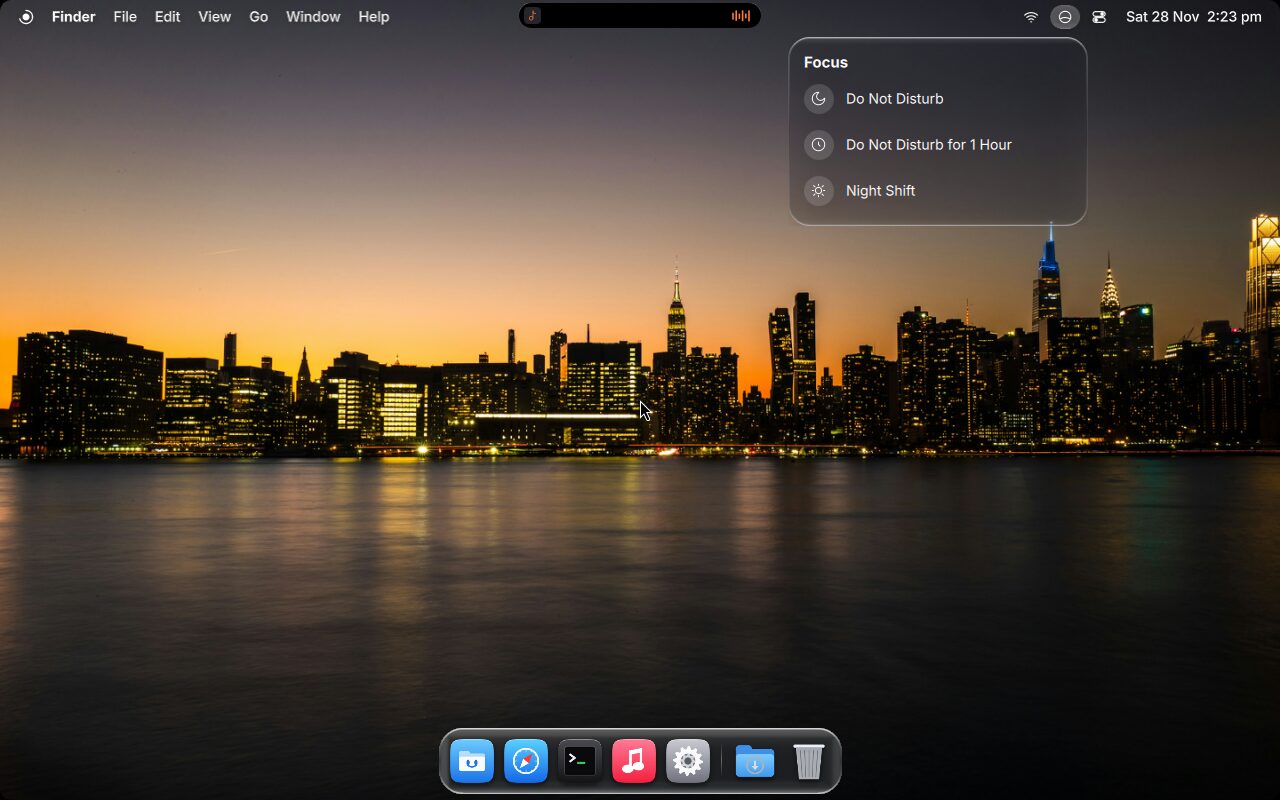 Finder File Edit View Go Window Help Sat 28 Nov 2:23 pm
Focus
Do Not Disturb
Do Not Disturb for 1 Hour
Night Shift